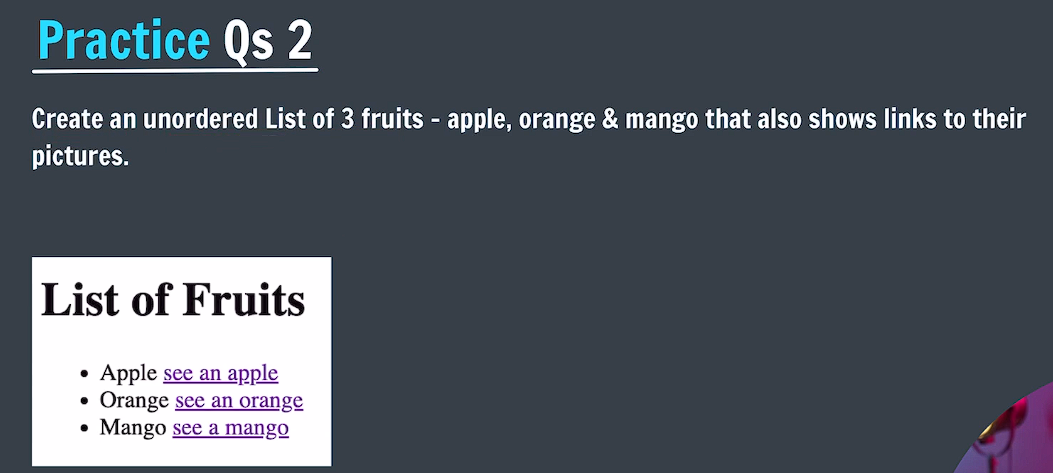 Practice Qs 2
Create an unordered List of 3 fruits - apple, orange & mango that also shows links to their
pictures.
List of Fruits
• Apple see an apple
• Orange see an orange
• Mango see a mango